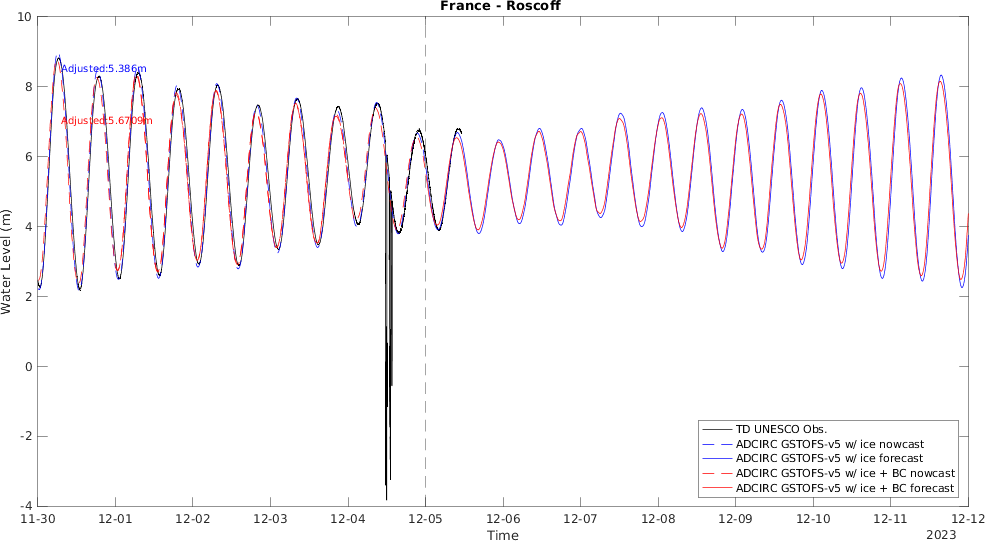 France - Roscoff
10
8
6
4
2
0
-2
-4
Water Level (m)
Adjusted:5.386m
Adjusted:5.6709m
TD UNESCO Obs.
ADCIRC GSTOFS-v5 w/ ice nowcast
ADCIRC GSTOFS-v5 w/ ice forecast
ADCIRC GSTOFS-v5 w/ ice + BC nowcast
ADCIRC GSTOFS-v5 w/ ice + BC forecast
11-30 12-01 12-02 12-03 12-04 12-05 12-06 12-07 12-08 12-09 12-10 12-11 12-12
Time
2023